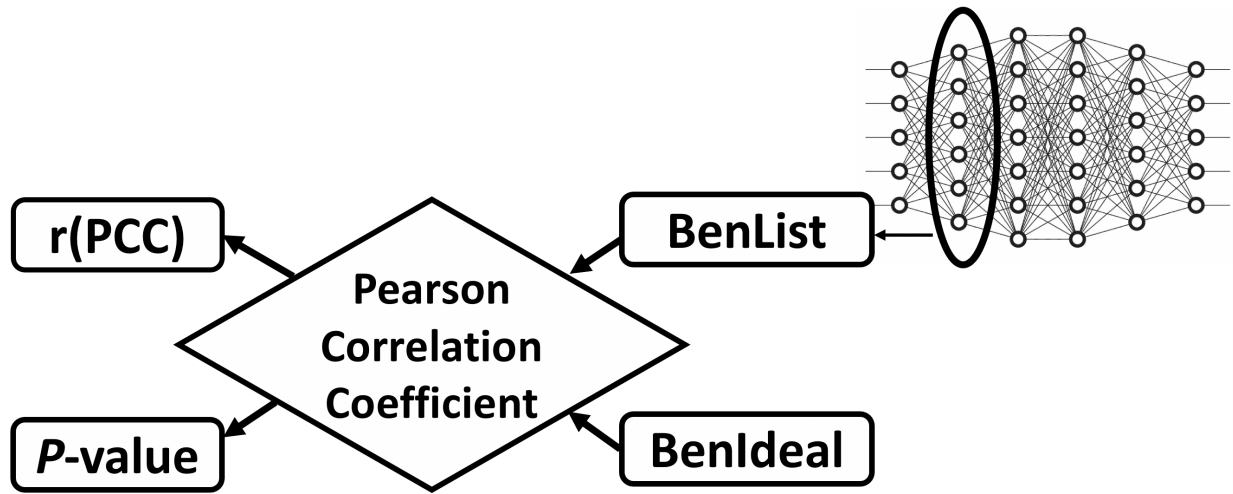 r(PCC)
BenList
Pearson
Correlation
Coefficient
P-value
BenIdeal